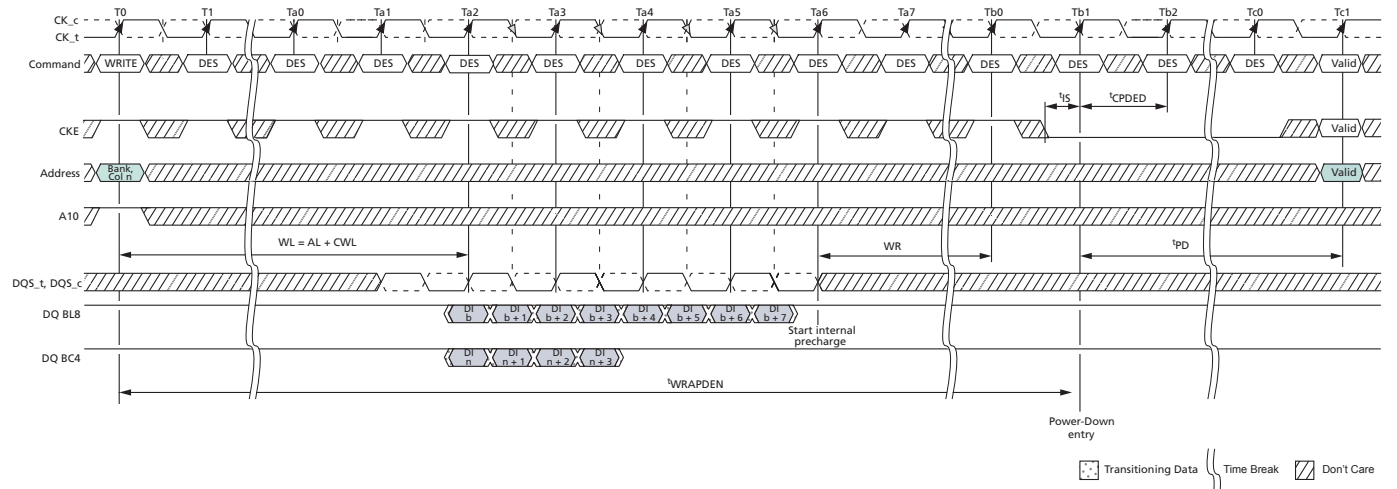 T0 T1 Ta0 Ta1 Ta2 Ta3 Ta4 Ta5 Ta6 Ta7 Tb0 Tb1 Tb2 Tc0 Tc1
CK_c
CK_t
Command WRITE DES DES DES DES DES DES DES DES DES DES DES DES DES Valid
tIS tCPDED
CKE Valid
Address Bank, Col n Valid
A10
WL = AL + CWL WR tPD
DQS_t, DQS_c
DQ BL8 DI b DI b + 1 DI b + 2 DI b + 3 DI b + 4 DI b + 5 DI b + 6 DI b + 7
Start internal
precharge
DQ BC4 DI n DI n + 1 DI n + 2 DI n + 3
tWRAPDEN
Power-Down
entry
Transitioning Data Time Break Don't Care